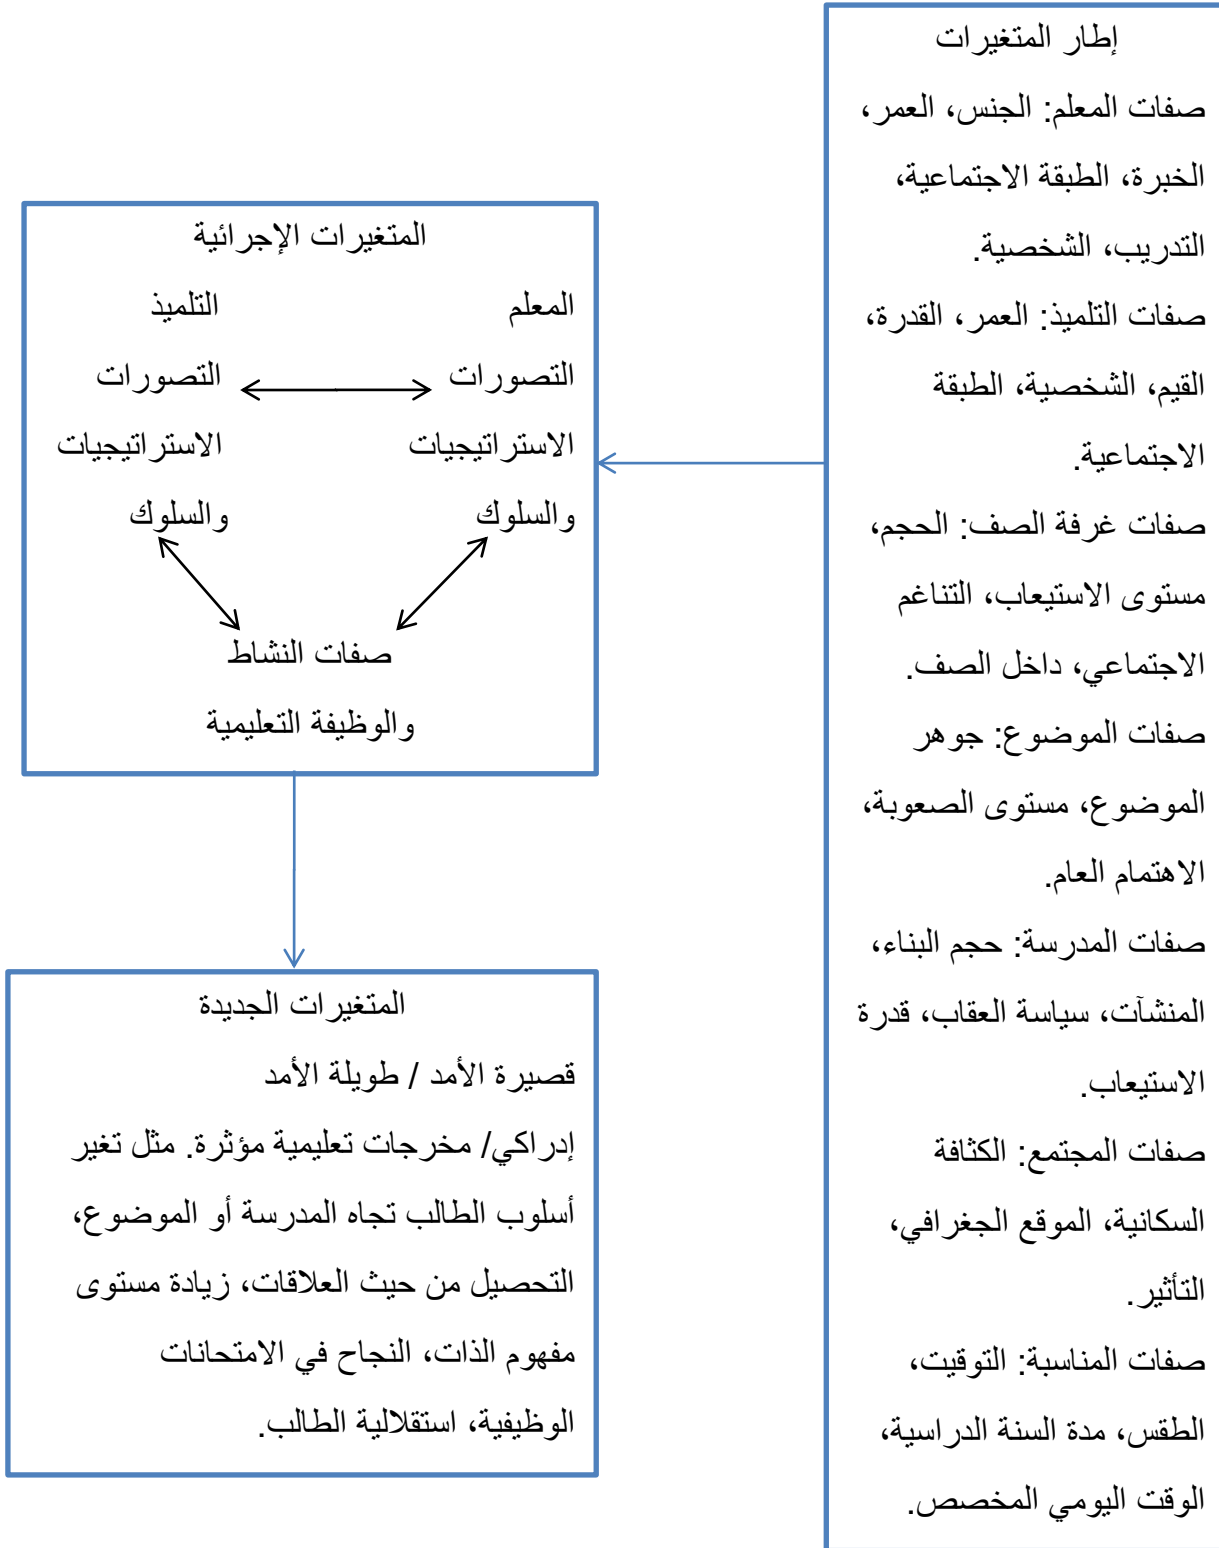 إطار المتغيرات
صفات المعلم: الجنس، العمر،
الخبرة، الطبقة الاجتماعية،
التدريب، الشخصية.
صفات التلميذ: العمر، القدرة،
القيم، الشخصية، الطبقة
الاجتماعية.
صفات غرفة الصف: الحجم،
مستوى الاستيعاب، التناغم
الاجتماعي، داخل الصف.
صفات الموضوع: جوهر
الموضوع، مستوى الصعوبة،
الاهتمام العام.
صفات المدرسة: حجم البناء،
المنشآت، سياسة العقاب، قدرة
الاستيعاب.
صفات المجتمع: الكثافة
السكانية، الموقع الجغرافي،
التأثير.
صفات المناسبة: التوقيت،
الطقس، مدة السنة الدراسية،
الوقت اليومي المخصص.
المتغيرات الإجرائية
المعلم التلميذ
التصورات التصورات
الاستراتيجيات الاستراتيجيات
والسلوك والسلوك
صفات النشاط
والوظيفة التعليمية
المتغيرات الجديدة
قصيرة الأمد / طويلة الأمد
إدراكي/ مخرجات تعليمية مؤثرة. مثل تغير
أسلوب الطالب تجاه المدرسة أو الموضوع،
التحصيل من حيث العلاقات، زيادة مستوى
مفهوم الذات، النجاح في الامتحانات
الوظيفية، استقلالية الطالب.